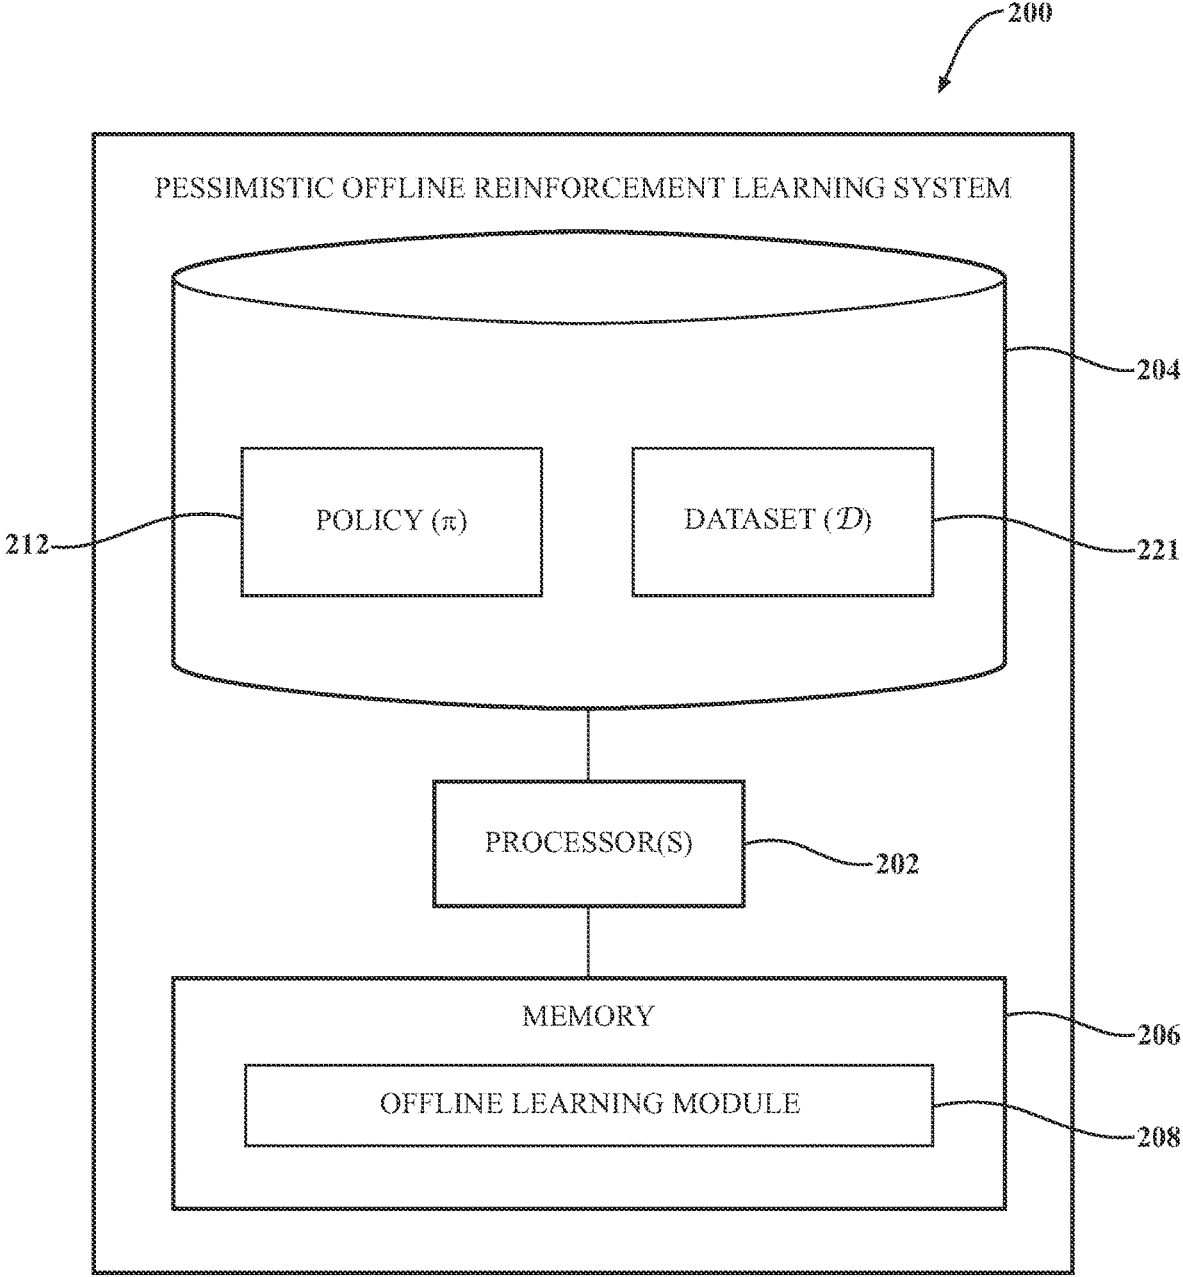 200
PESSIMISTIC OFFLINE REINFORCEMENT LEARNING SYSTEM
204
POLICY (π)
DATASET (𝒟)
212
221
PROCESSOR(S)
202
MEMORY
206
OFFLINE LEARNING MODULE
208